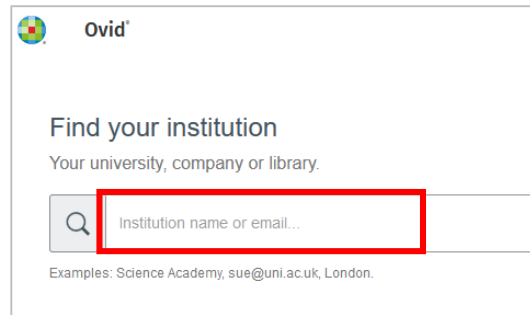 Ovid®
Find your institution
Your university, company or library.
Institution name or email...
Examples: Science Academy, sue@uni.ac.uk, London.